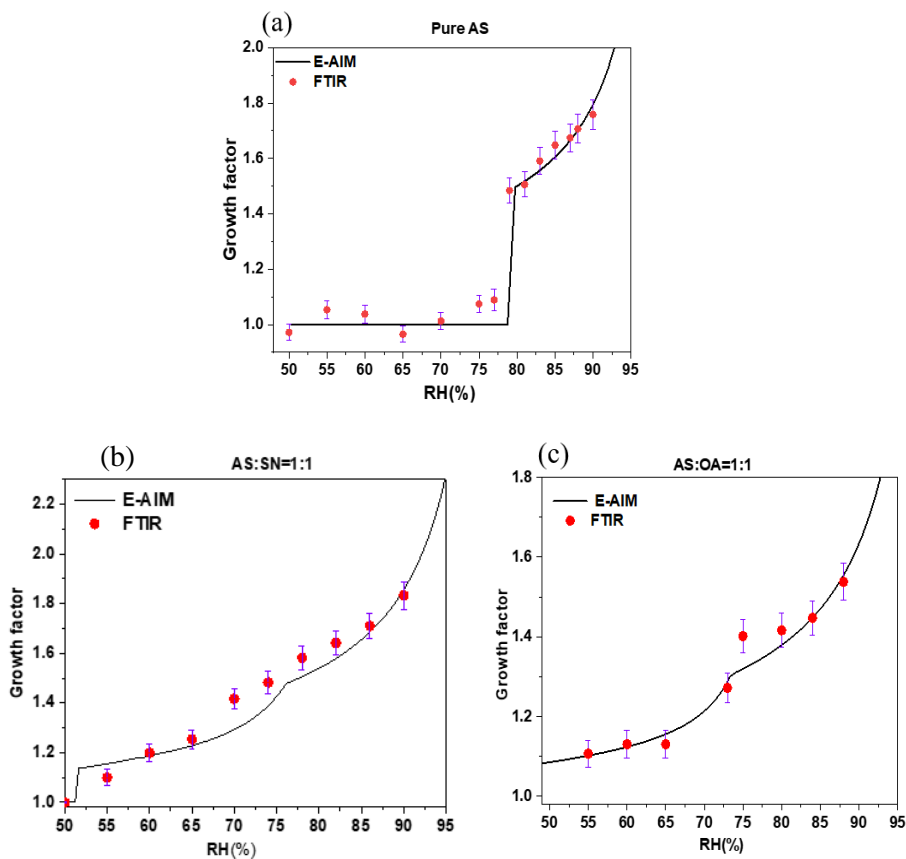 (a)
Pure AS
E-AIM
FTIR
Growth factor
2.0
1.8
1.6
1.4
1.2
1.0
50 55 60 65 70 75 80 85 90 95
RH(%)
(b)
AS:SN=1:1
E-AIM
FTIR
Growth factor
2.2
2.0
1.8
1.6
1.4
1.2
1.0
50 55 60 65 70 75 80 85 90 95
RH(%)
(c)
AS:OA=1:1
E-AIM
FTIR
Growth factor
1.8
1.6
1.4
1.2
1.0
50 55 60 65 70 75 80 85 90 95
RH(%)